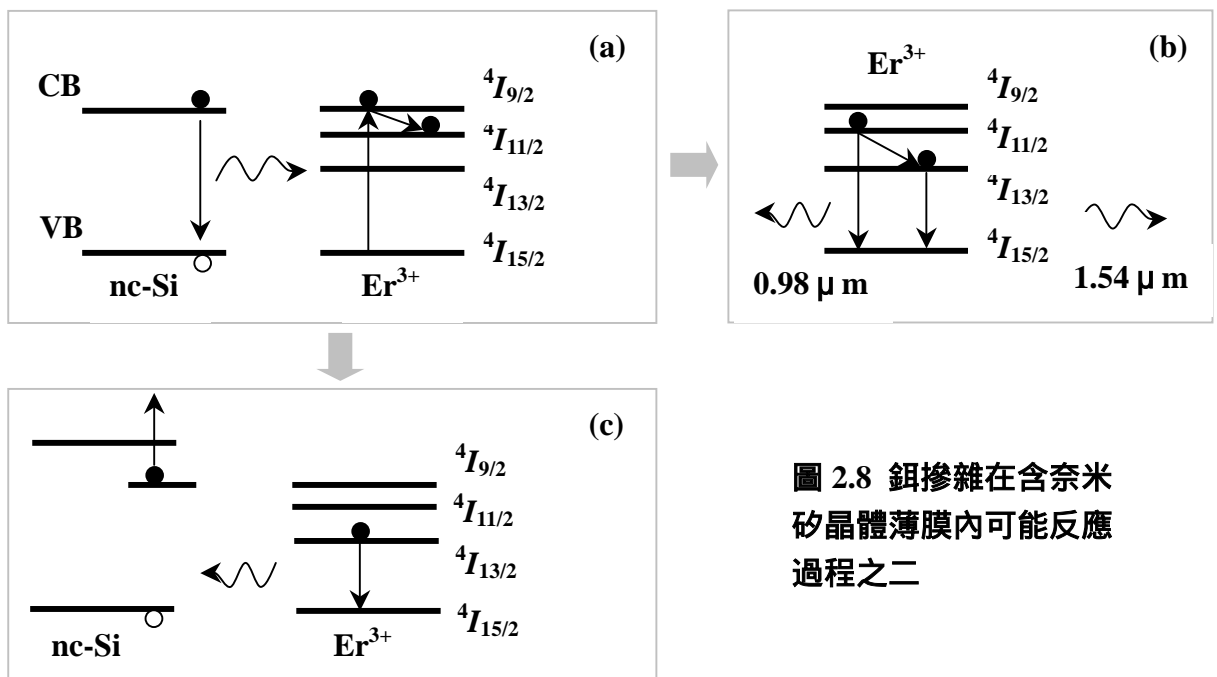 (a)
CB
VB
nc-Si
⁴I₉/₂
⁴I₁₁/₂
⁴I₁₃/₂
⁴I₁₅/₂
Er³⁺
(b)
Er³⁺
⁴I₉/₂
⁴I₁₁/₂
⁴I₁₃/₂
⁴I₁₅/₂
0.98 μ m
1.54 μ m
(c)
nc-Si
⁴I₉/₂
⁴I₁₁/₂
⁴I₁₃/₂
⁴I₁₅/₂
Er³⁺
圖 2.8 鉺摻雜在含奈米
矽晶體薄膜內可能反應
過程之二